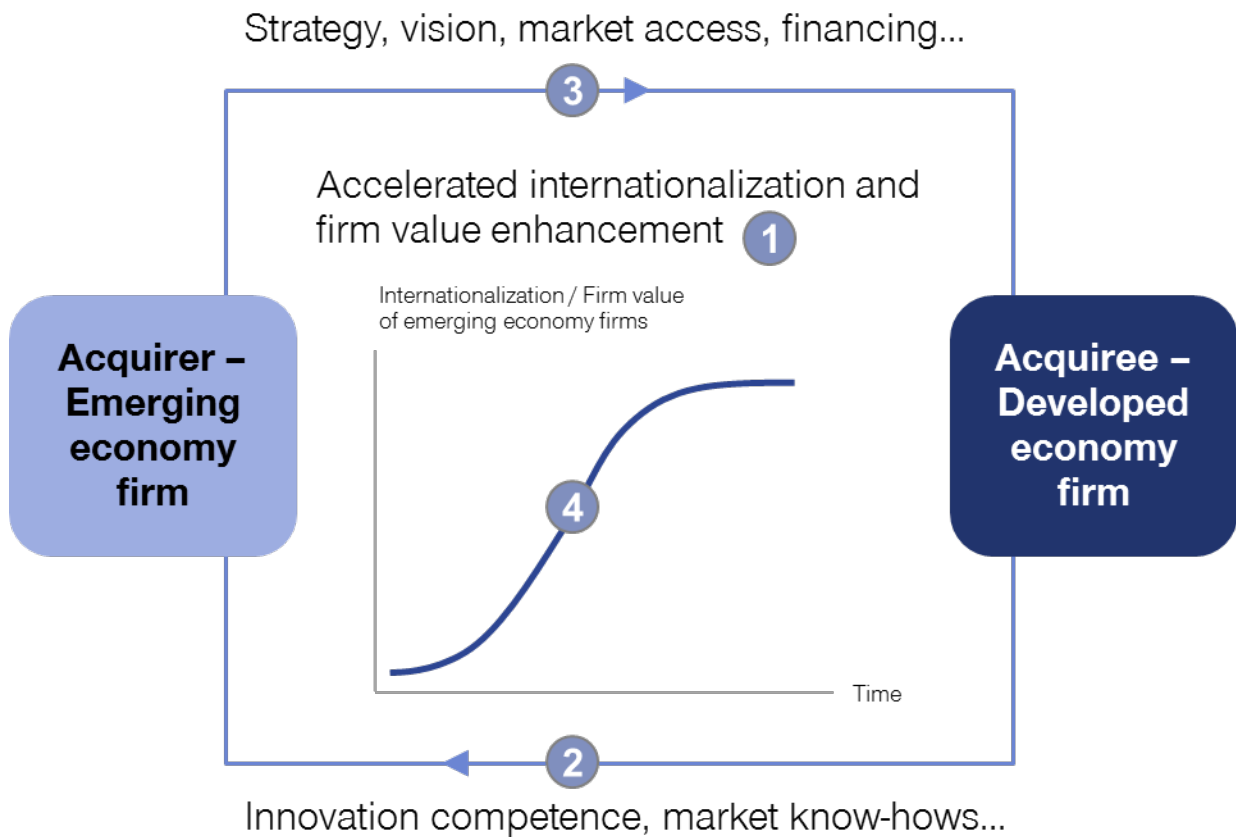 Strategy, vision, market access, financing...
3
Accelerated internationalization and
firm value enhancement 1
Internationalization / Firm value
of emerging economy firms
Acquirer –
Emerging
economy
firm
Acquiree –
Developed
economy
firm
4
Time
2
Innovation competence, market know-hows...